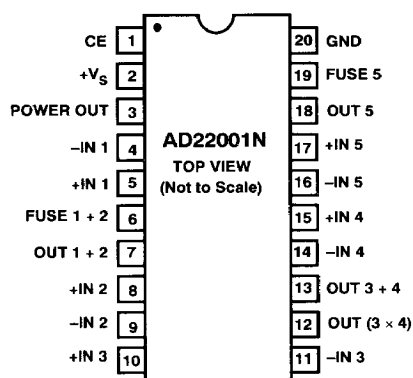 CE 1
+VS 2
POWER OUT 3
–IN 1 4
+IN 1 5
FUSE 1 + 2 6
OUT 1 + 2 7
+IN 2 8
–IN 2 9
+IN 3 10
AD22001N
TOP VIEW
(Not to Scale)
20 GND
19 FUSE 5
18 OUT 5
17 +IN 5
16 –IN 5
15 +IN 4
14 –IN 4
13 OUT 3 + 4
12 OUT (3 × 4)
11 –IN 3